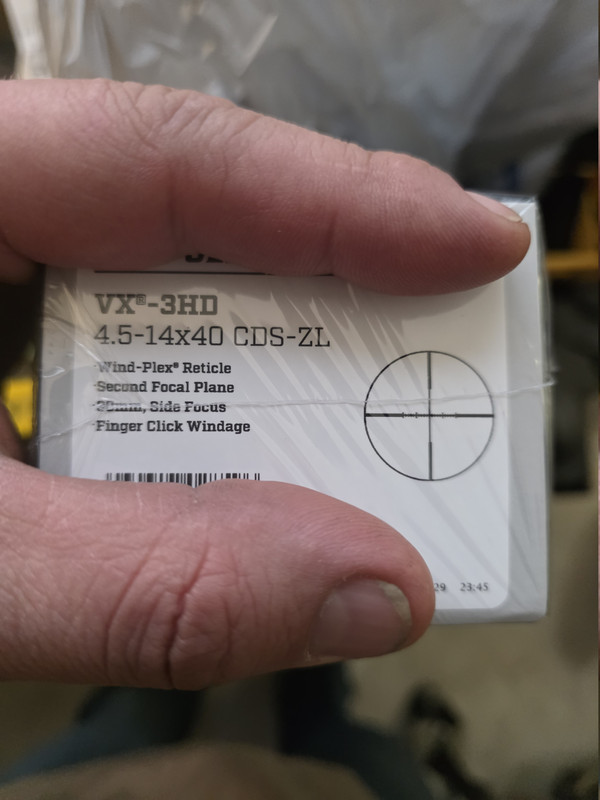 VX®-3HD
4.5-14x40 CDS-ZL
·Wind-Plex® Reticle
·Second Focal Plane
·30mm, Side Focus
·Finger Click Windage
29 23:45